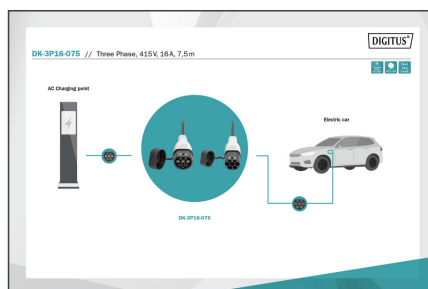 DIGITUS®
DK-3P16-075 // Three Phase, 415V, 16A, 7,5m
AC Charging point
Electric car
DK-3P16-075